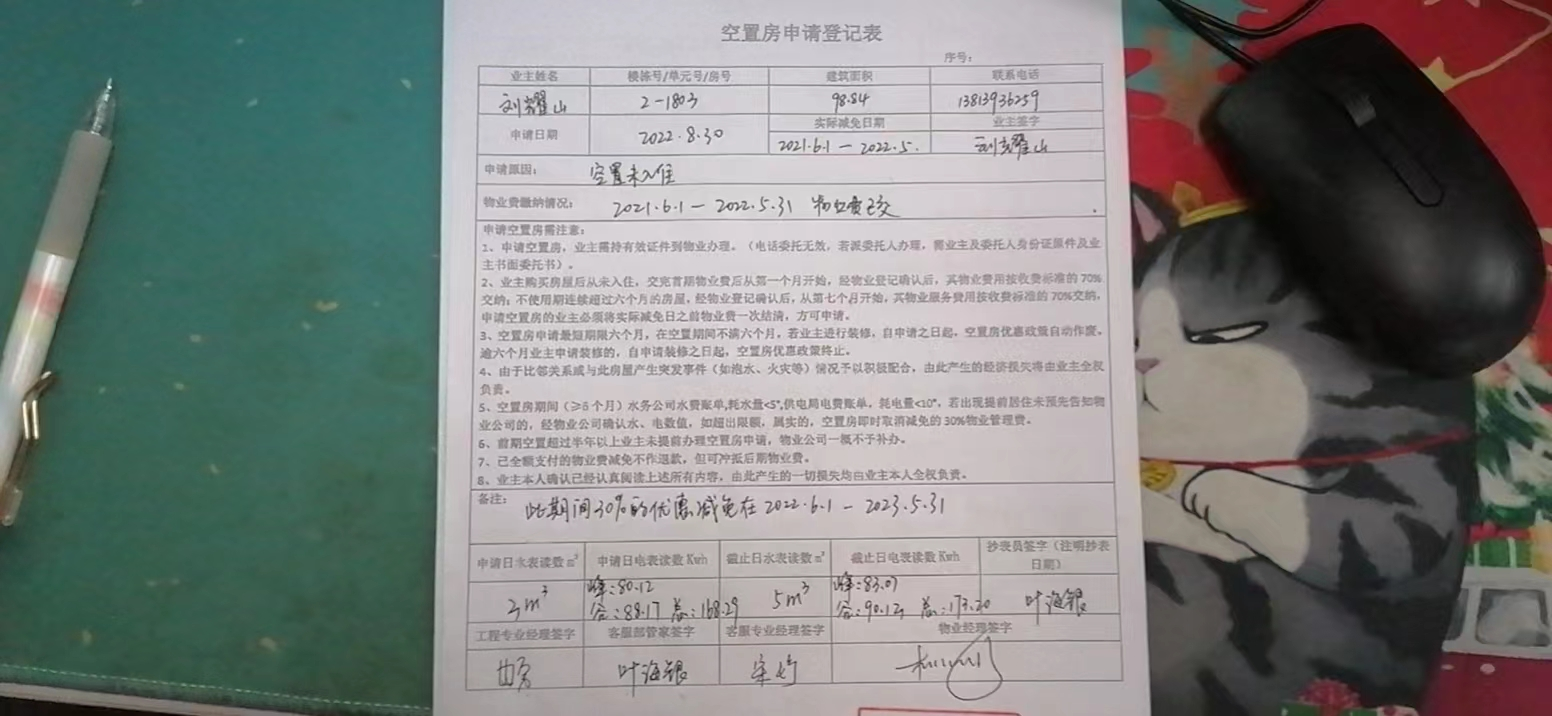 空置房申请登记表
序号:
业主姓名 楼栋号/单元号/房号 建筑面积 联系电话
刘耀山 2-1803 98.84 13813936259
申请日期 2022.8.30 实际减免日期 业主签字
2021.6.1 — 2022.5. 刘耀山
申请原因: 空置未入住
物业费缴纳情况: 2021.6.1 — 2022.5.31 物业费已交
申请空置房需注意:
1、申请空置房，业主需持有效证件到物业办理。（电话委托无效，若派委托人办理，需业主及委托人身份证原件及业
主书面委托书）。
2、业主购买房屋后从未入住，交完首期物业费后从第一个月开始，经物业登记确认后，其物业费用按收费标准的70%
交纳；不使用期连续超过六个月的房屋，经物业登记确认后，从第七个月开始，其物业服务费用按收费标准的70%交纳，
申请空置房的业主必须将实际减免日之前物业费一次结清，方可申请。
3、空置房申请最短期限六个月，在空置期间不满六个月，若业主进行装修，自申请之日起，空置房优惠政策自动作废。
逾六个月业主申请装修的，自申请装修之日起，空置房优惠政策终止。
4、由于比邻关系或与此房屋产生突发事件（如泡水、火灾等）情况予以积极配合，由此产生的经济损失将由业主全权
负责。
5、空置房期间（≥6个月）水务公司水费账单,耗水量<5°,供电局电费账单，耗电量<10°，若出现提前居住未预先告知物
业公司的，经物业公司确认水、电数值，如超出限额，属实的，空置房即时取消减免的30%物业管理费。
6、前期空置超过半年以上业主未提前办理空置房申请，物业公司一概不予补办。
7、已全额支付的物业费减免不作退款，但可冲抵后期物业费。
8、业主本人确认已经认真阅读上述所有内容，由此产生的一切损失均由业主本人全权负责。
备注: 此期间30%的优惠减免在2022.6.1 — 2023.5.31
申请日水表读数m³ 申请日电表读数Kwh 截止日水表读数m³ 截止日电表读数Kwh 抄表员签字（注明抄表
日期）
2m³ 峰:80.12 5m³ 峰:83.07
谷:88.17 总:168.29 谷:90.13 总:173.20 叶海银
工程专业经理签字 客服部管家签字 客服专业经理签字 物业经理签字
叶海银